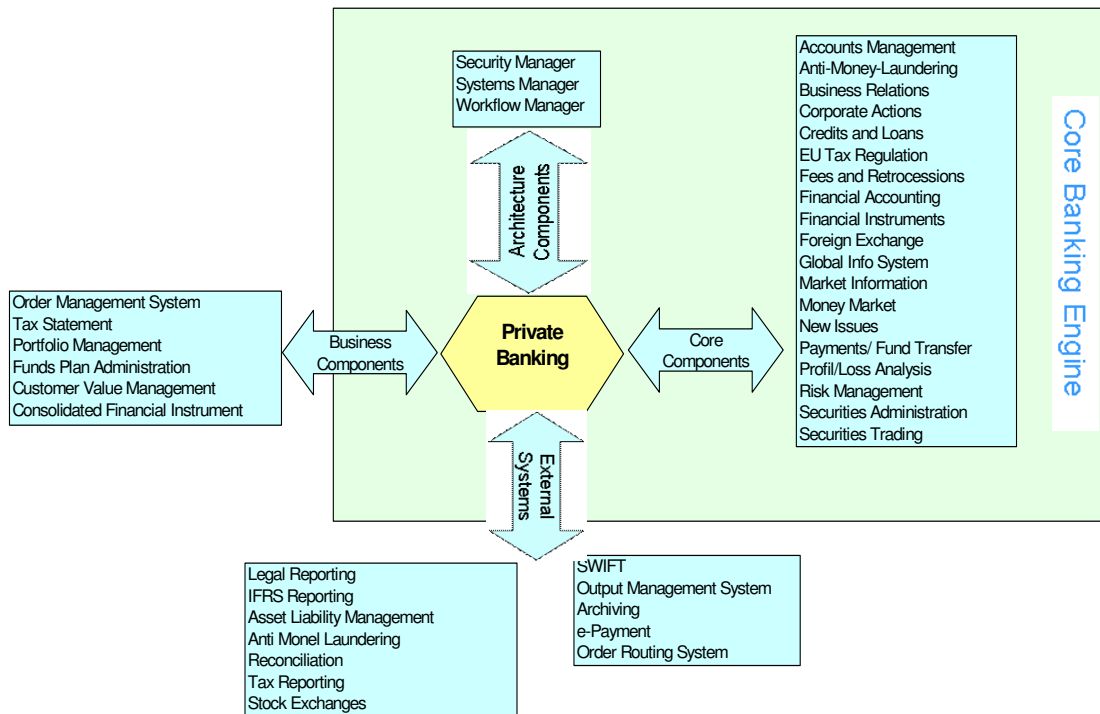 Security Manager
Systems Manager
Workflow Manager
Architecture
Components
Accounts Management
Anti-Money-Laundering
Business Relations
Corporate Actions
Credits and Loans
EU Tax Regulation
Fees and Retrocessions
Financial Accounting
Financial Instruments
Foreign Exchange
Global Info System
Market Information
Money Market
New Issues
Payments/ Fund Transfer
Profil/Loss Analysis
Risk Management
Securities Administration
Securities Trading
Core Banking Engine
Order Management System
Tax Statement
Portfolio Management
Funds Plan Administration
Customer Value Management
Consolidated Financial Instrument
Business
Components
Private
Banking
Core
Components
External
Systems
Legal Reporting
IFRS Reporting
Asset Liability Management
Anti Monel Laundering
Reconciliation
Tax Reporting
Stock Exchanges
SWIFT
Output Management System
Archiving
e-Payment
Order Routing System